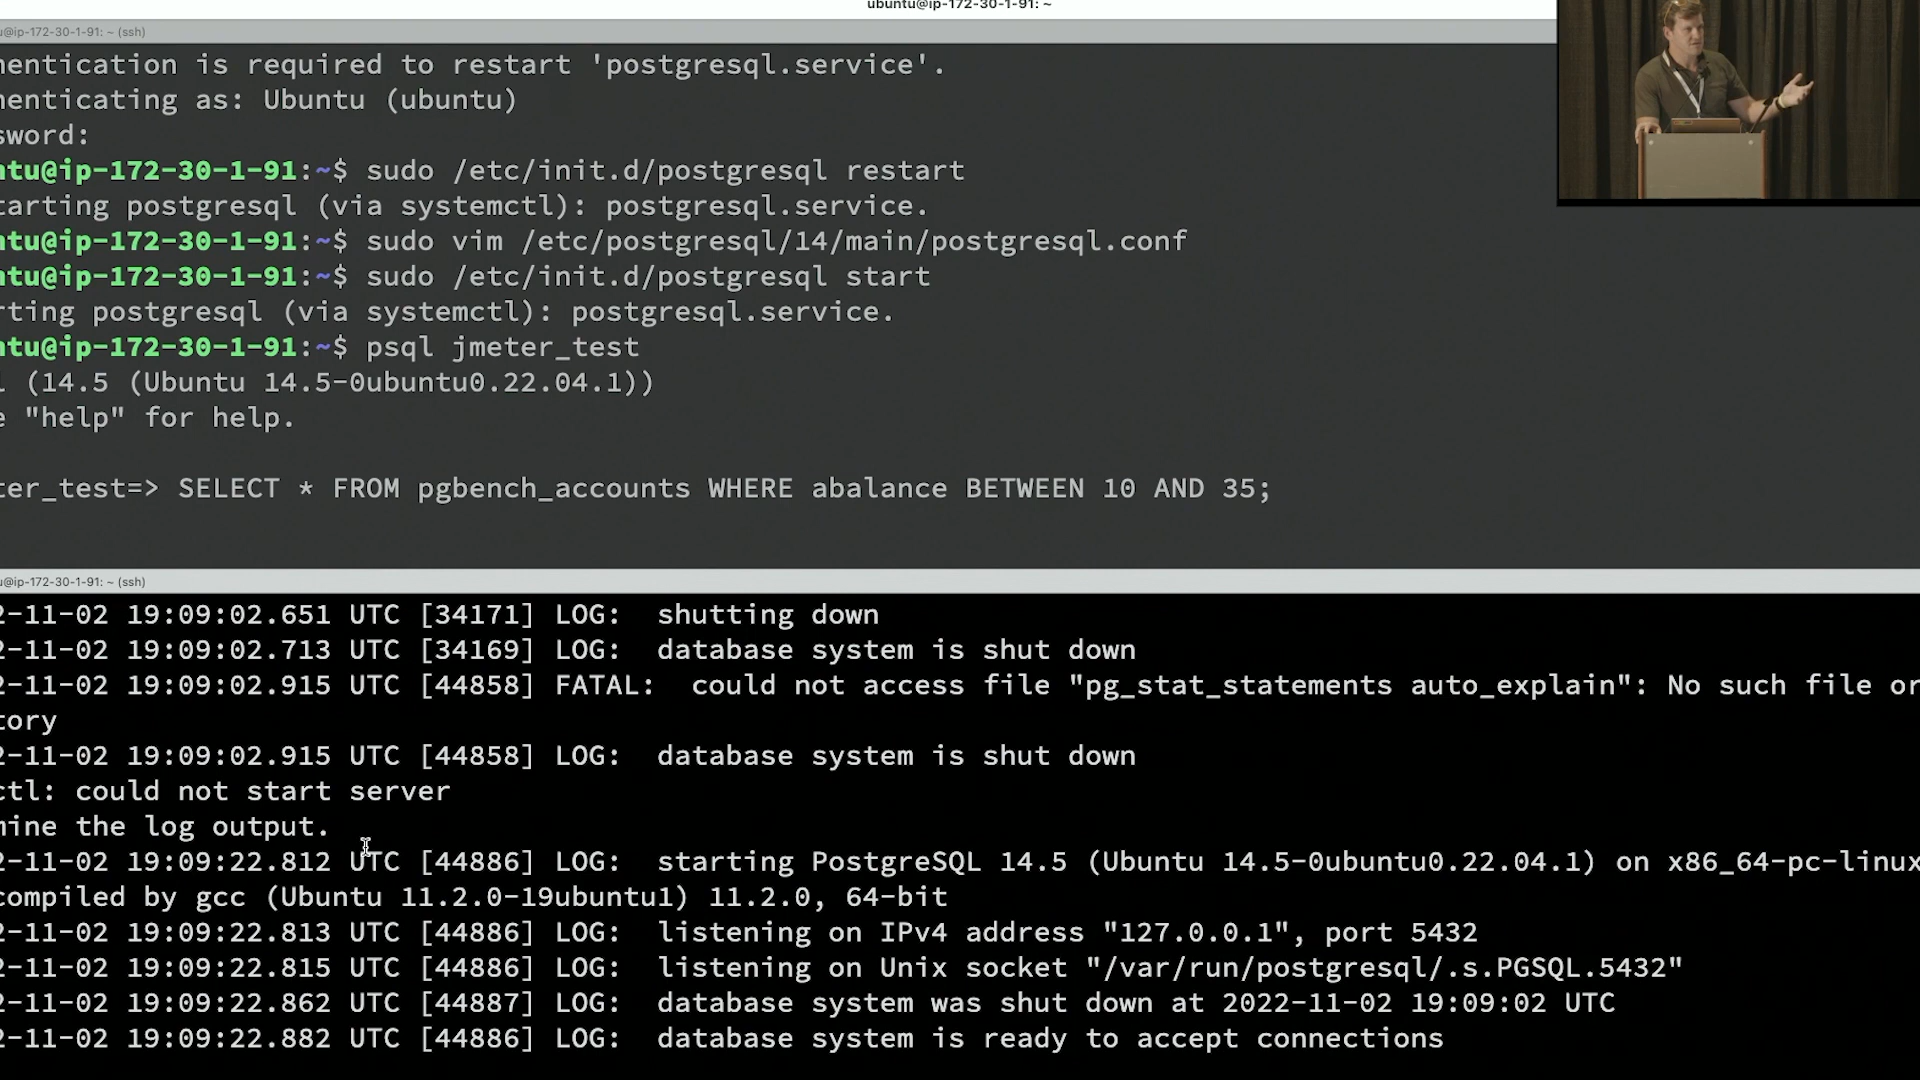 ubuntu@ip-172-30-1-91: ~
u@ip-172-30-1-91: ~ (ssh)
nentication is required to restart 'postgresql.service'.
nenticating as: Ubuntu (ubuntu)
sword:
ntu@ip-172-30-1-91:~$ sudo /etc/init.d/postgresql restart
tarting postgresql (via systemctl): postgresql.service.
ntu@ip-172-30-1-91:~$ sudo vim /etc/postgresql/14/main/postgresql.conf
ntu@ip-172-30-1-91:~$ sudo /etc/init.d/postgresql start
rting postgresql (via systemctl): postgresql.service.
ntu@ip-172-30-1-91:~$ psql jmeter_test
l (14.5 (Ubuntu 14.5-0ubuntu0.22.04.1))
e "help" for help.
ter_test=> SELECT * FROM pgbench_accounts WHERE abalance BETWEEN 10 AND 35;
u@ip-172-30-1-91: ~ (ssh)
2-11-02 19:09:02.651 UTC [34171] LOG:  shutting down
2-11-02 19:09:02.713 UTC [34169] LOG:  database system is shut down
2-11-02 19:09:02.915 UTC [44858] FATAL:  could not access file "pg_stat_statements auto_explain": No such file or
tory
2-11-02 19:09:02.915 UTC [44858] LOG:  database system is shut down
ctl: could not start server
mine the log output.
2-11-02 19:09:22.812 UTC [44886] LOG:  starting PostgreSQL 14.5 (Ubuntu 14.5-0ubuntu0.22.04.1) on x86_64-pc-linux
compiled by gcc (Ubuntu 11.2.0-19ubuntu1) 11.2.0, 64-bit
2-11-02 19:09:22.813 UTC [44886] LOG:  listening on IPv4 address "127.0.0.1", port 5432
2-11-02 19:09:22.815 UTC [44886] LOG:  listening on Unix socket "/var/run/postgresql/.s.PGSQL.5432"
2-11-02 19:09:22.862 UTC [44887] LOG:  database system was shut down at 2022-11-02 19:09:02 UTC
2-11-02 19:09:22.882 UTC [44886] LOG:  database system is ready to accept connections